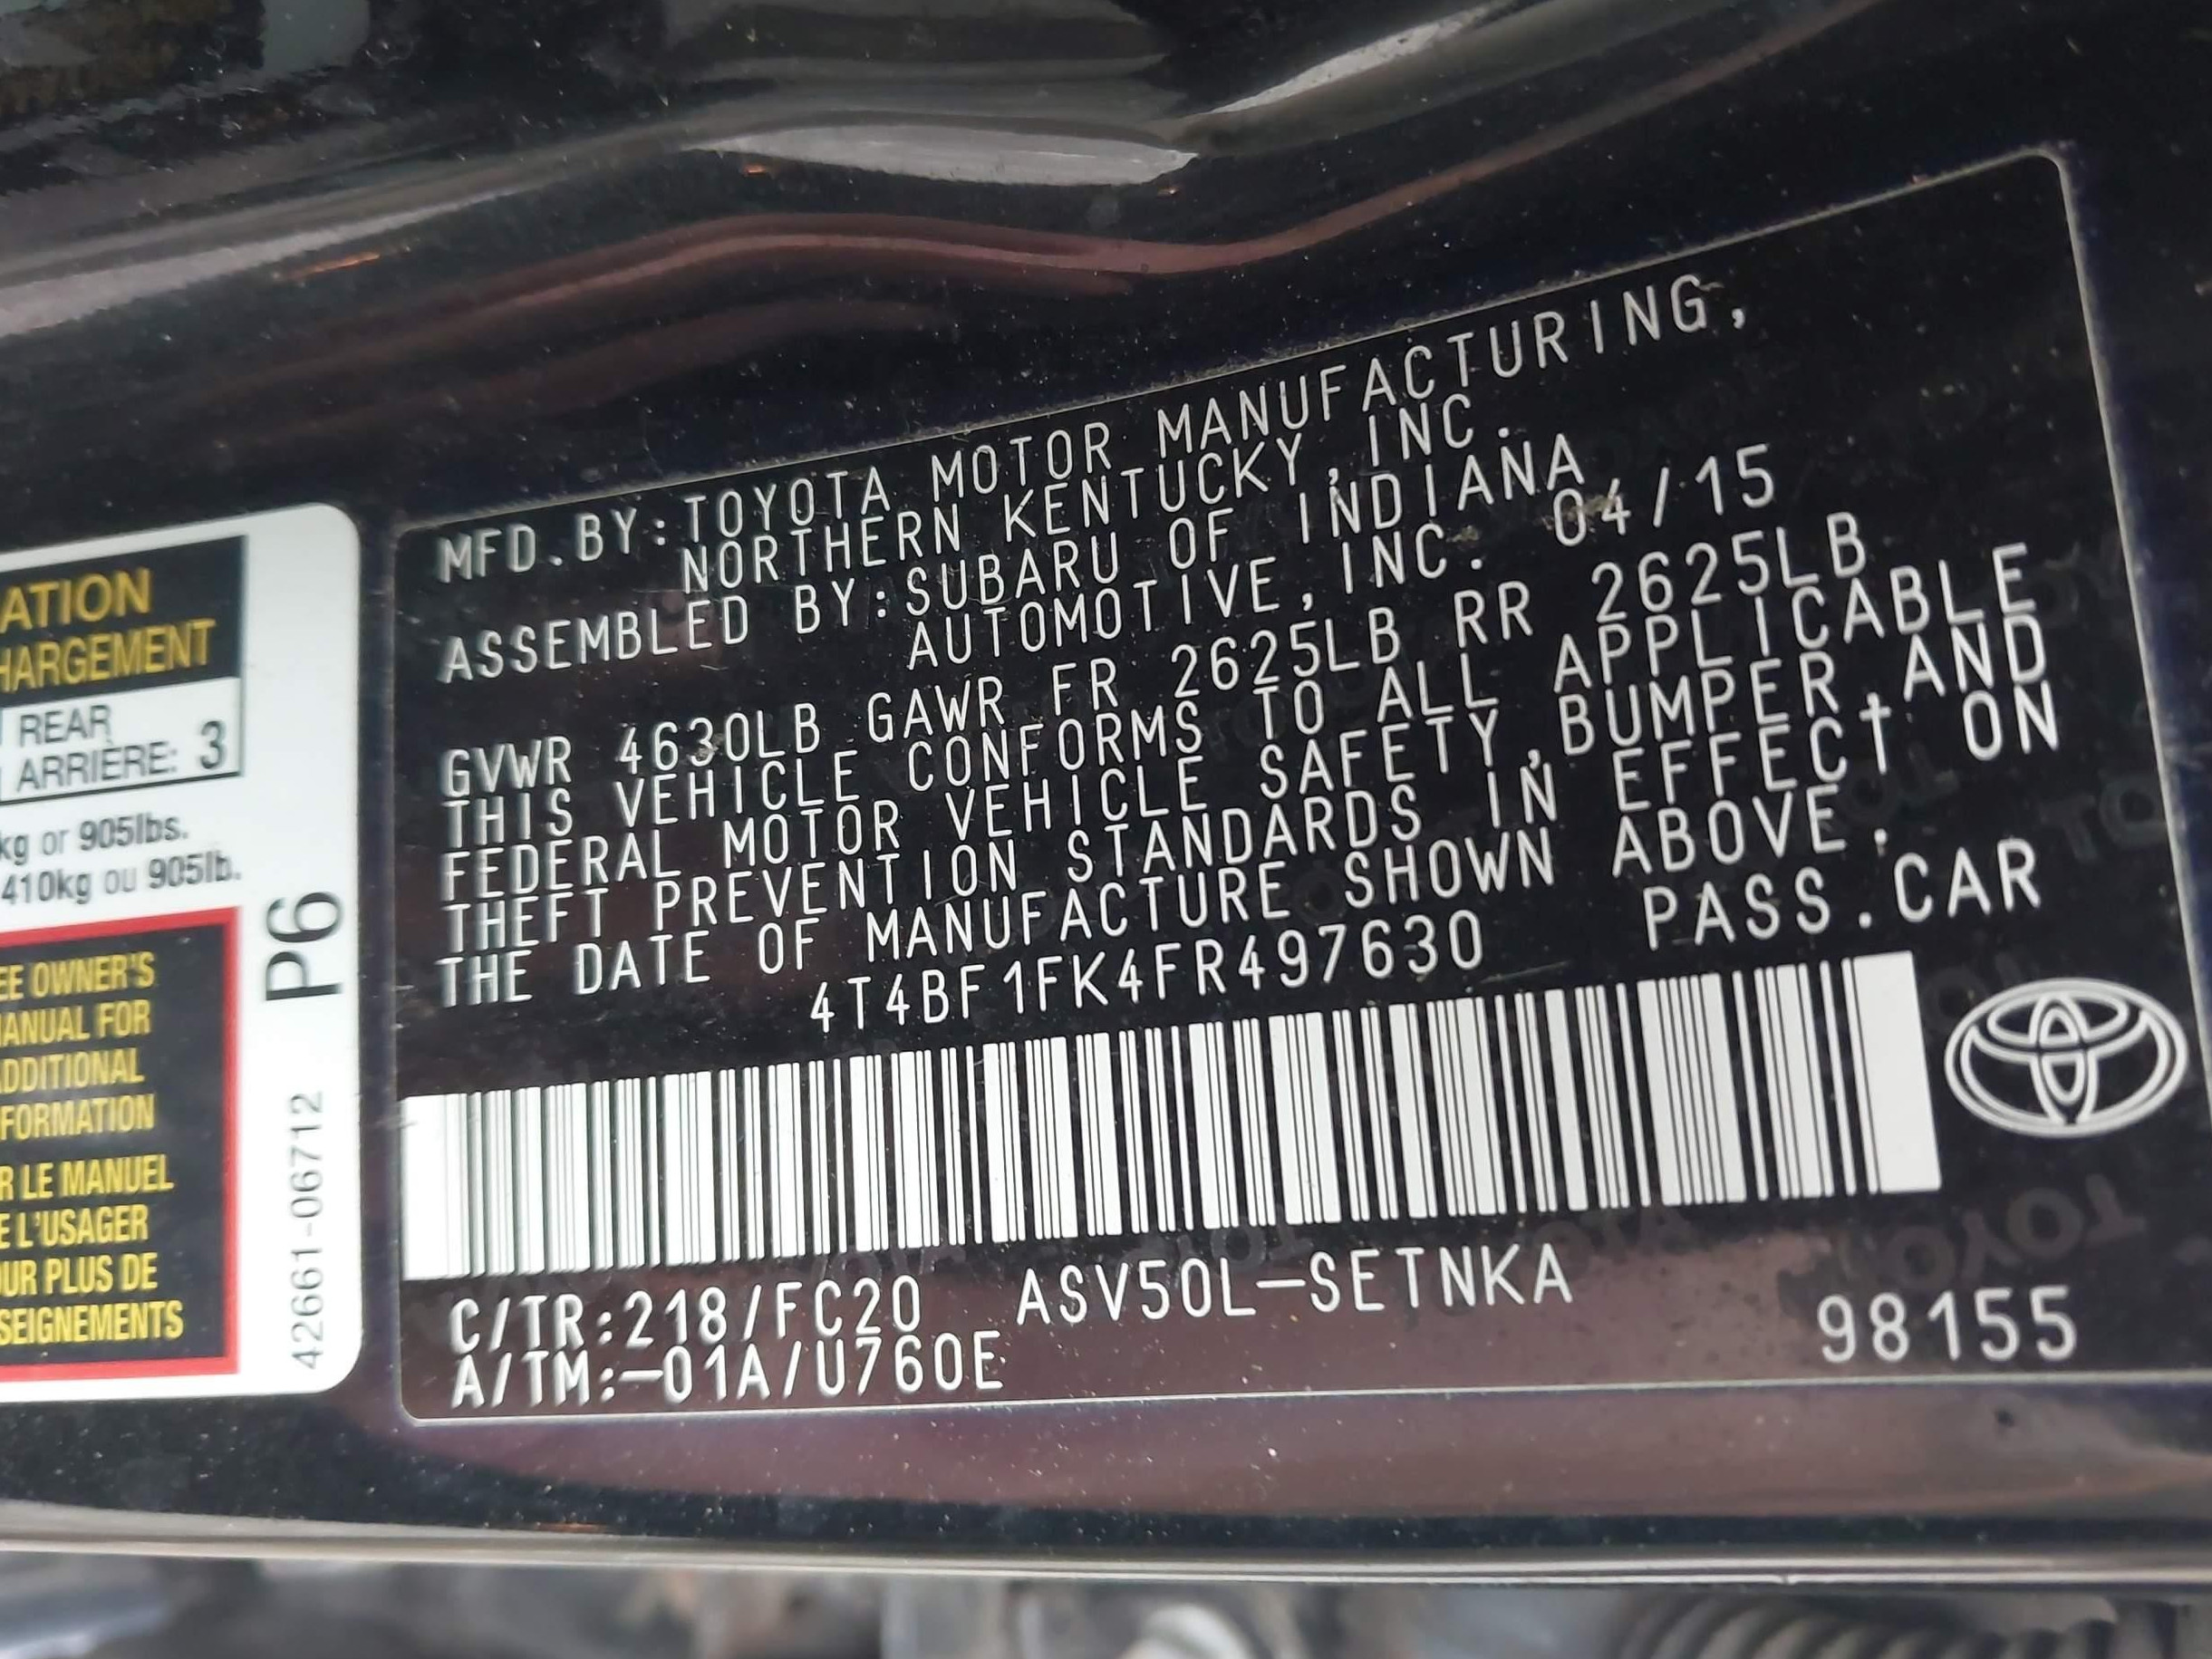 ATION
HARGEMENT
REAR
ARRIÈRE: 3
kg or 905lbs.
410kg ou 905lb.
P6
EE OWNER'S
MANUAL FOR
ADDITIONAL
FORMATION
R LE MANUEL
E L'USAGER
OUR PLUS DE
SEIGNEMENTS
42661-06712
MFD.BY:TOYOTA MOTOR MANUFACTURING,
NORTHERN KENTUCKY,INC.
ASSEMBLED BY:SUBARU OF INDIANA
AUTOMOTIVE,INC. 04/15
GVWR 4630LB GAWR FR 2625LB RR 2625LB
THIS VEHICLE CONFORMS TO ALL APPLICABLE
FEDERAL MOTOR VEHICLE SAFETY,BUMPER,AND
THEFT PREVENTION STANDARDS IN EFFECT ON
THE DATE OF MANUFACTURE SHOWN ABOVE.
4T4BF1FK4FR497630 PASS.CAR
C/TR:218/FC20 ASV50L-SETNKA
A/TM:-01A/U760E 98155